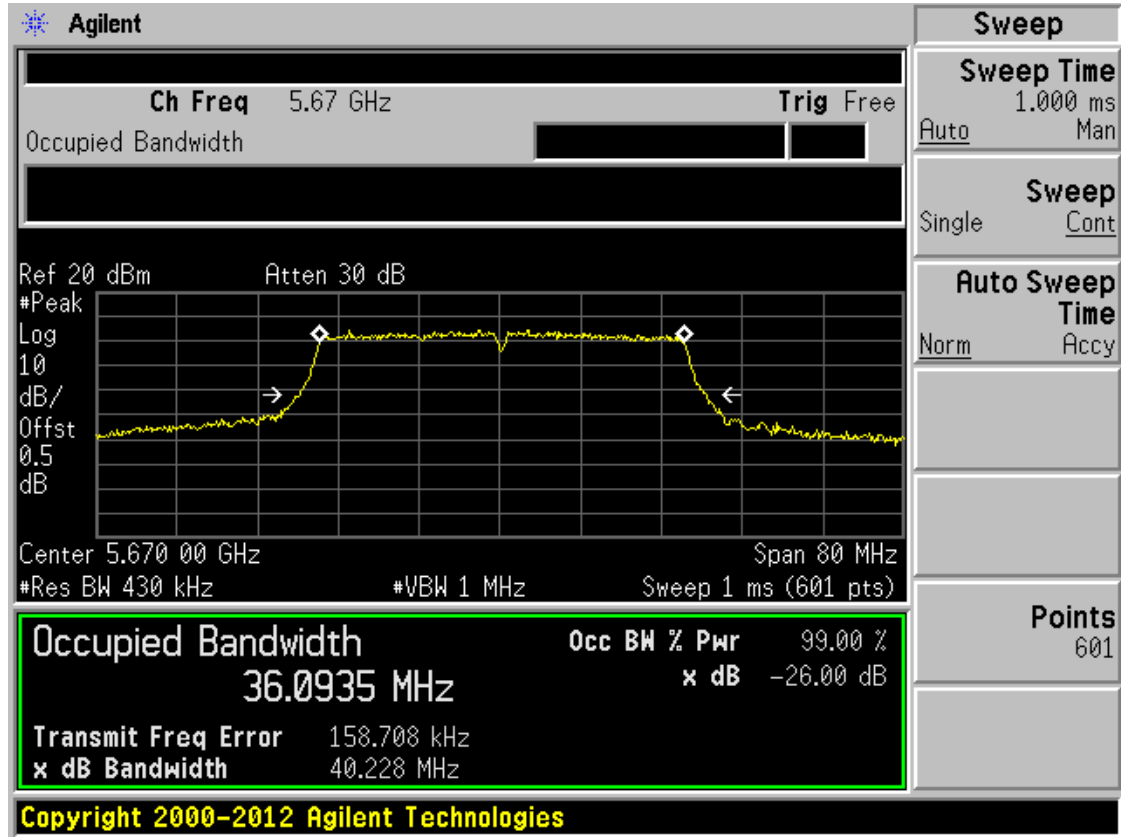 Agilent
Ch Freq 5.67 GHz Trig Free
Occupied Bandwidth
Ref 20 dBm Atten 30 dB
#Peak
Log
10
dB/
Offst
0.5
dB
Center 5.670 00 GHz Span 80 MHz
#Res BW 430 kHz #VBW 1 MHz Sweep 1 ms (601 pts)
Occupied Bandwidth
36.0935 MHz
Occ BW % Pwr 99.00 %
x dB -26.00 dB
Transmit Freq Error 158.708 kHz
x dB Bandwidth 40.228 MHz
Copyright 2000-2012 Agilent Technologies
Sweep
Sweep Time
1.000 ms
Auto Man
Sweep
Single Cont
Auto Sweep
Time
Norm Accy
Points
601